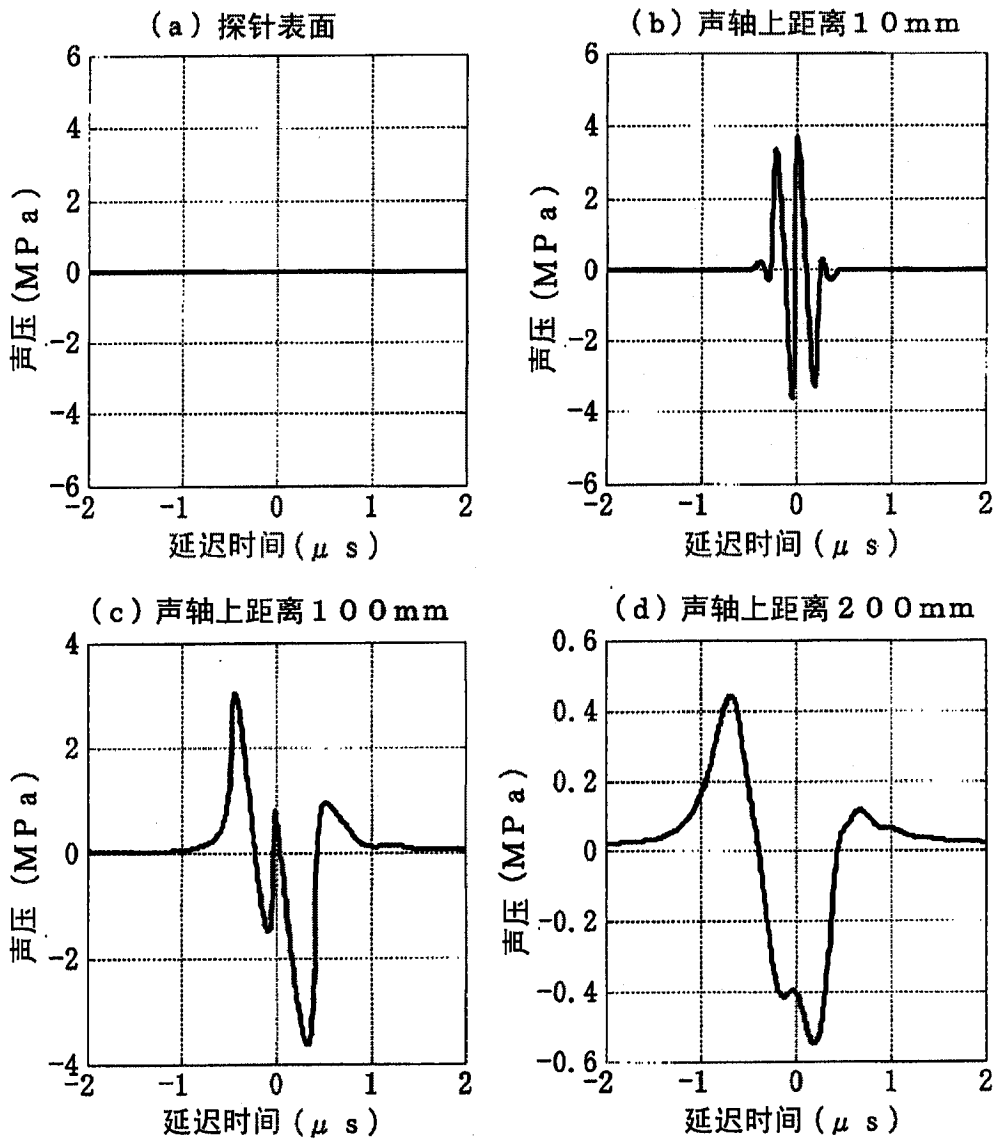 （a）探针表面
6
4
2
0
-2
-4
-6
-2 -1 0 1 2
声压（MPa）
延迟时间（μs）
（b）声轴上距离10mm
6
4
2
0
-2
-4
-6
-2 -1 0 1 2
声压（MPa）
延迟时间（μs）
（c）声轴上距离100mm
4
2
0
-2
-4
-2 -1 0 1 2
声压（MPa）
延迟时间（μs）
（d）声轴上距离200mm
0.6
0.4
0.2
0
-0.2
-0.4
-0.6
-2 -1 0 1 2
声压（MPa）
延迟时间（μs）